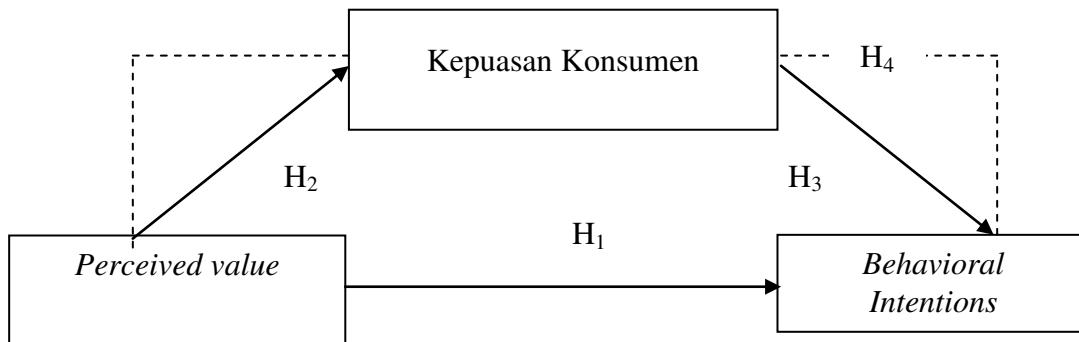 Kepuasan Konsumen
H₄
H₂
H₃
H₁
Perceived value
Behavioral
Intentions